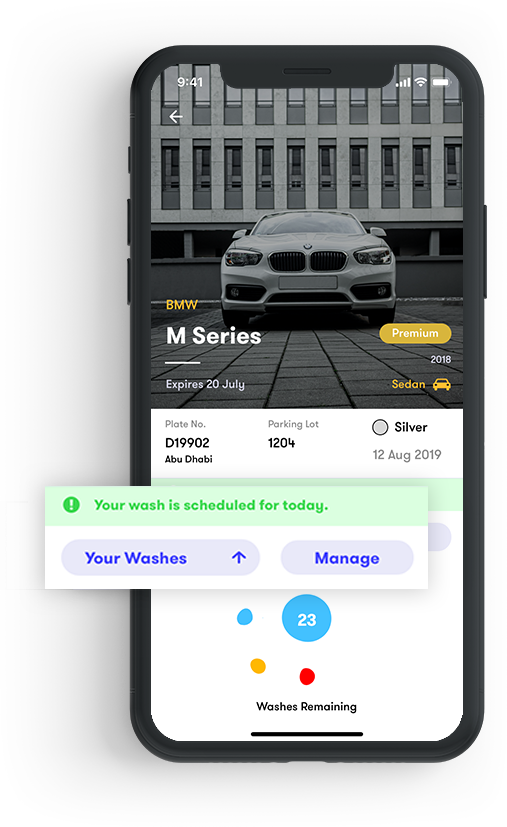 9:41
BMW
M Series
Premium
2018
Expires 20 July
Sedan
Plate No.
Parking Lot
Silver
D19902
1204
Abu Dhabi
12 Aug 2019
Your wash is scheduled for today.
Your Washes
Manage
23
Washes Remaining